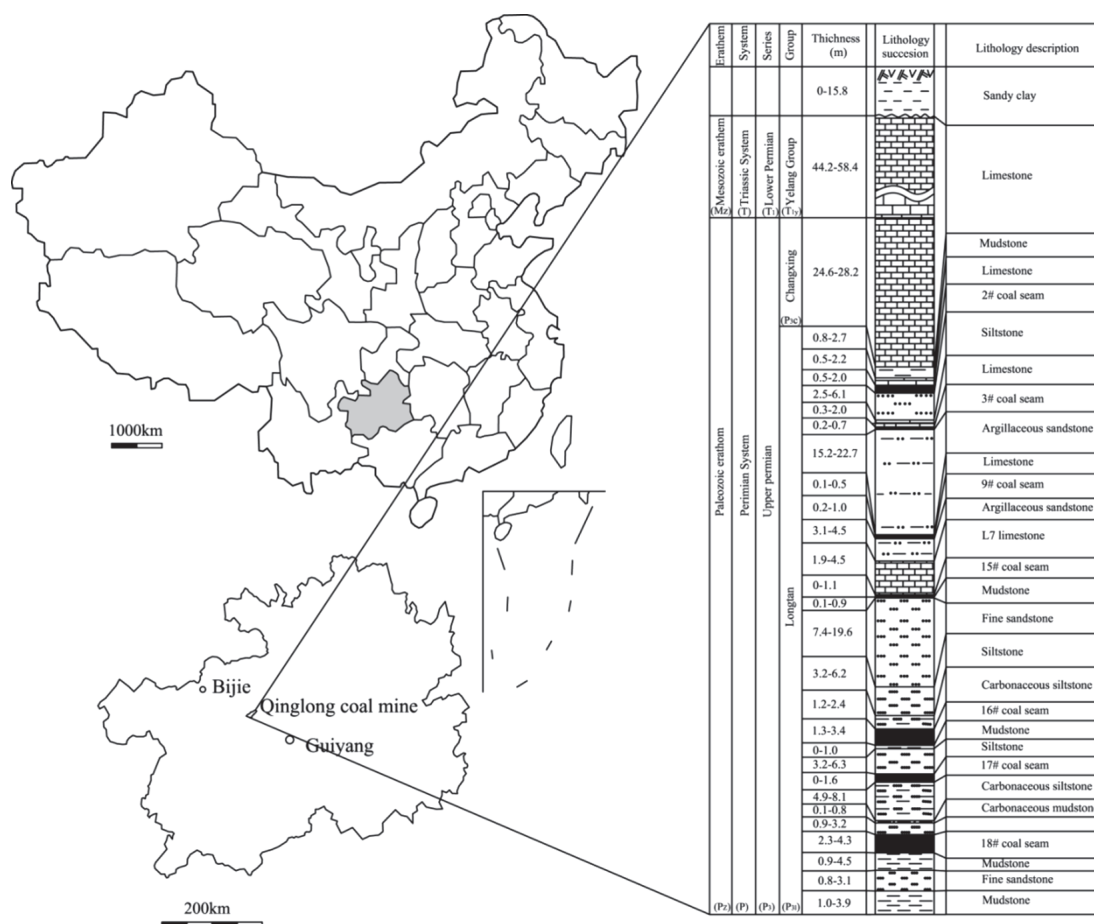 1000km
Bijie
Qinglong coal mine
Guiyang
200km
Erathem
System
Series
Group
Thickness
(m)
Lithology
succesion
Lithology description
Mesozoic erathem
(Mz)
Triassic System
(T)
Lower Permian
(T1)
Yelang Group
(T1y)
Paleozoic erathom
(Pz)
Perimian System
(P)
Upper permian
(P3)
Changxing
(P3c)
Longtan
(P3l)
0-15.8
44.2-58.4
24.6-28.2
0.8-2.7
0.5-2.2
0.5-2.0
2.5-6.1
0.3-2.0
0.2-0.7
15.2-22.7
0.1-0.5
0.2-1.0
3.1-4.5
1.9-4.5
0-1.1
0.1-0.9
7.4-19.6
3.2-6.2
1.2-2.4
1.3-3.4
0-1.0
3.2-6.3
0-1.6
4.9-8.1
0.1-0.8
0.9-3.2
2.3-4.3
0.9-4.5
0.8-3.1
1.0-3.9
Sandy clay
Limestone
Mudstone
Limestone
2# coal seam
Siltstone
Limestone
3# coal seam
Argillaceous sandstone
Limestone
9# coal seam
Argillaceous sandstone
L7 limestone
15# coal seam
Mudstone
Fine sandstone
Siltstone
Carbonaceous siltstone
16# coal seam
Mudstone
Siltstone
17# coal seam
Carbonaceous siltstone
Carbonaceous mudston
18# coal seam
Mudstone
Fine sandstone
Mudstone